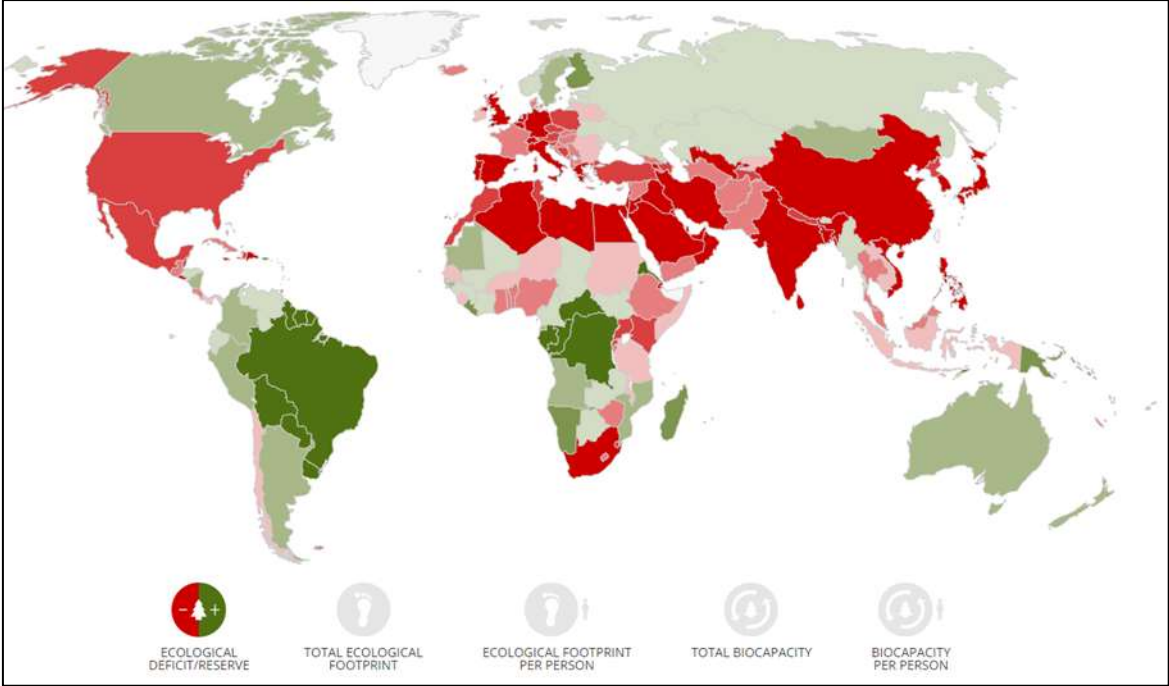 - +
ECOLOGICAL
DEFICIT/RESERVE
TOTAL ECOLOGICAL
FOOTPRINT
ECOLOGICAL FOOTPRINT
PER PERSON
TOTAL BIOCAPACITY
BIOCAPACITY
PER PERSON